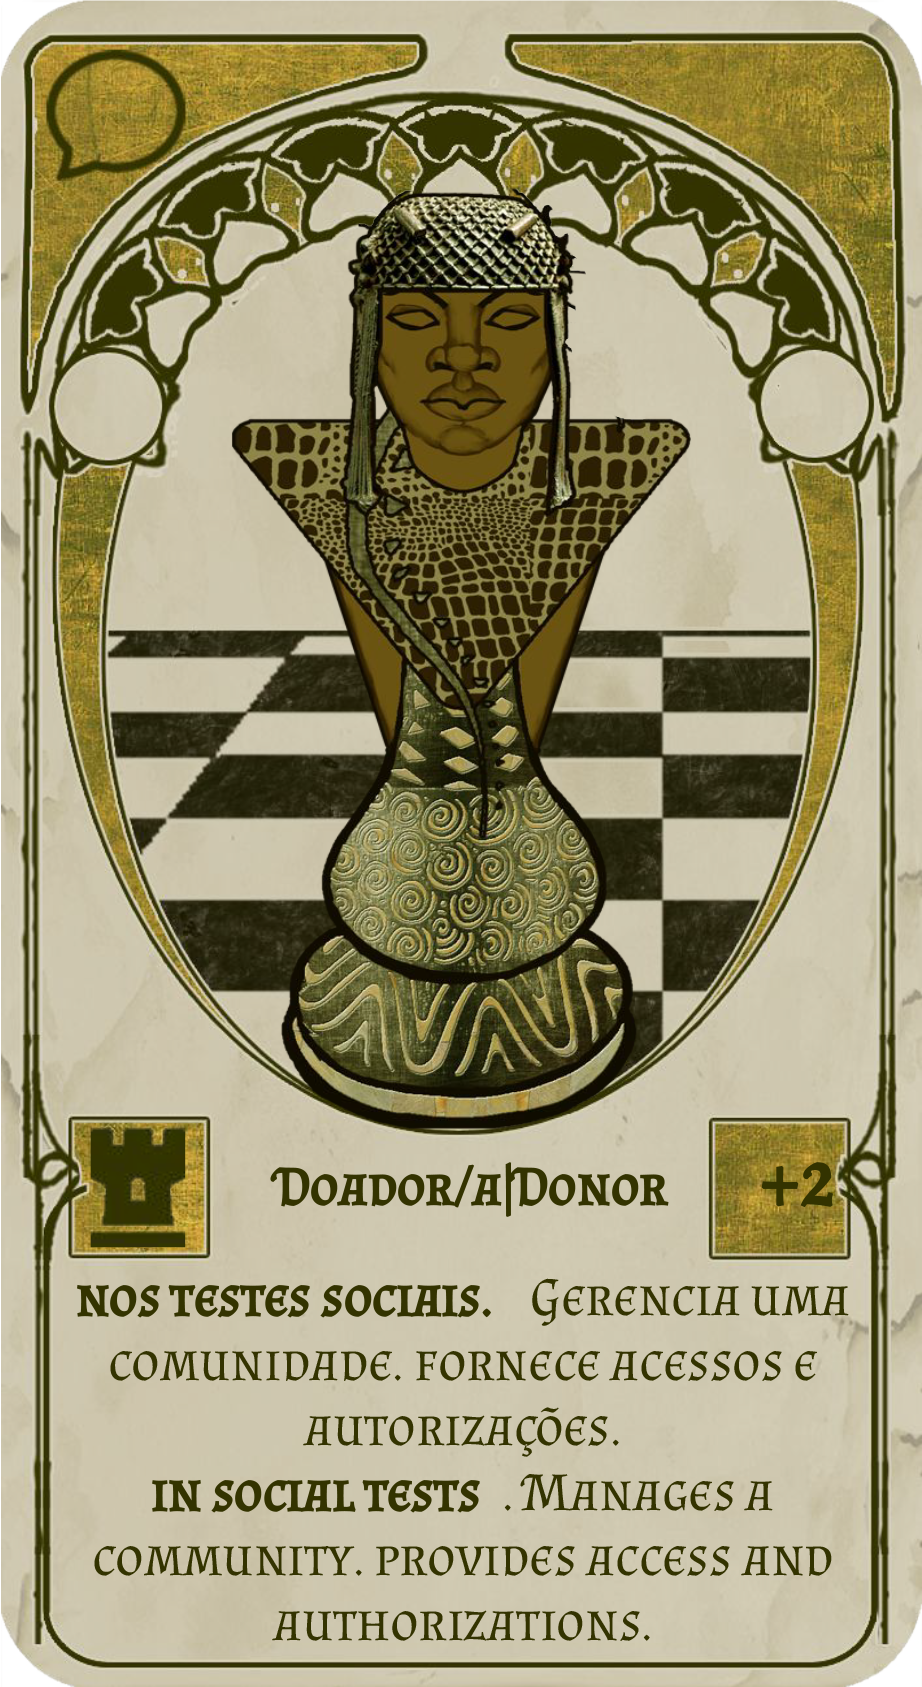 Doador/a|Donor
+2
NOS TESTES SOCIAIS. GERENCIA UMA
COMUNIDADE. FORNECE ACESSOS E
AUTORIZAÇÕES.
IN SOCIAL TESTS . MANAGES A
COMMUNITY. PROVIDES ACCESS AND
AUTHORIZATIONS.